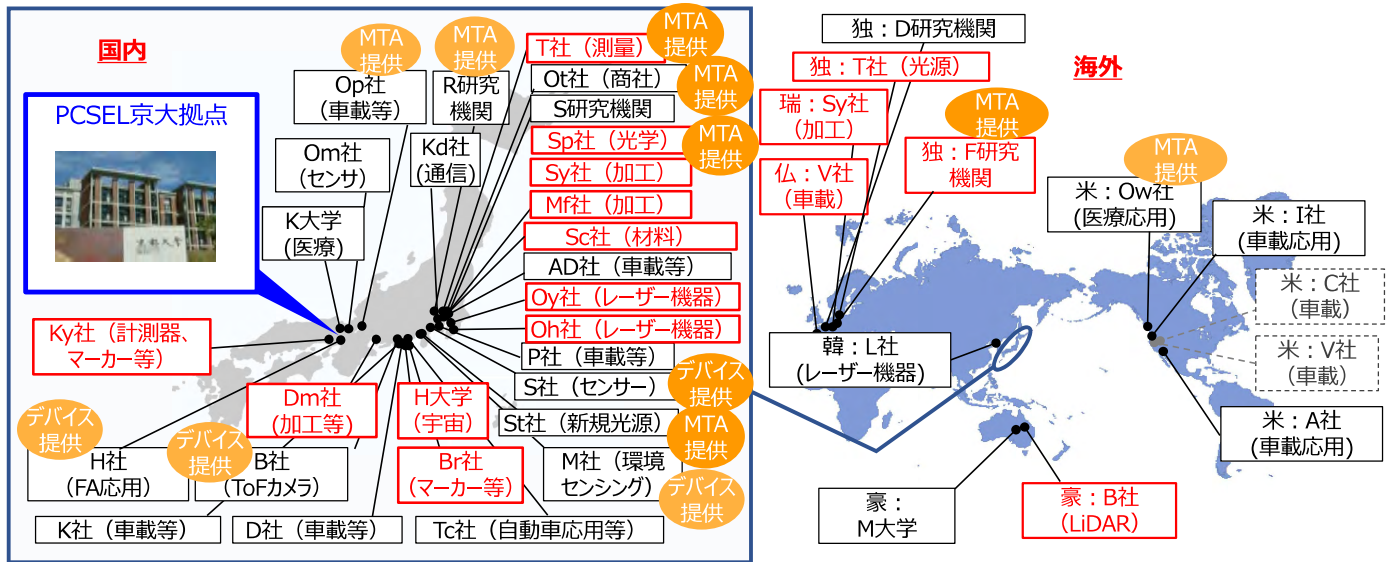 国内
PCSEL京大拠点
MTA
提供
Op社
（車載等）
MTA
提供
R研究
機関
Om社
（センサ）
Kd社
（通信）
K大学
（医療）
T社（測量）
MTA
提供
Ot社（商社）
MTA
提供
S研究機関
Sp社（光学）
MTA
提供
Sy社（加工）
Mf社（加工）
Sc社（材料）
AD社（車載等）
Oy社（レーザー機器）
Oh社（レーザー機器）
P社（車載等）
S社（センサー）
デバイス
提供
St社（新規光源）
MTA
提供
M社（環境
センシング）
デバイス
提供
Ky社（計測器、
マーカー等）
Dm社
（加工等）
H大学
（宇宙）
Br社
（マーカー等）
デバイス
提供
H社
（FA応用）
デバイス
提供
B社
（ToFカメラ）
K社（車載等）
D社（車載等）
Tc社（自動車応用等）
海外
独：D研究機関
独：T社（光源）
瑞：Sy社
（加工）
仏：V社
（車載）
MTA
提供
独：F研究
機関
MTA
提供
米：Ow社
（医療応用）
米：I社
（車載応用）
米：C社
（車載）
米：V社
（車載）
米：A社
（車載応用）
韓：L社
（レーザー機器）
豪：
M大学
豪：B社
（LiDAR）